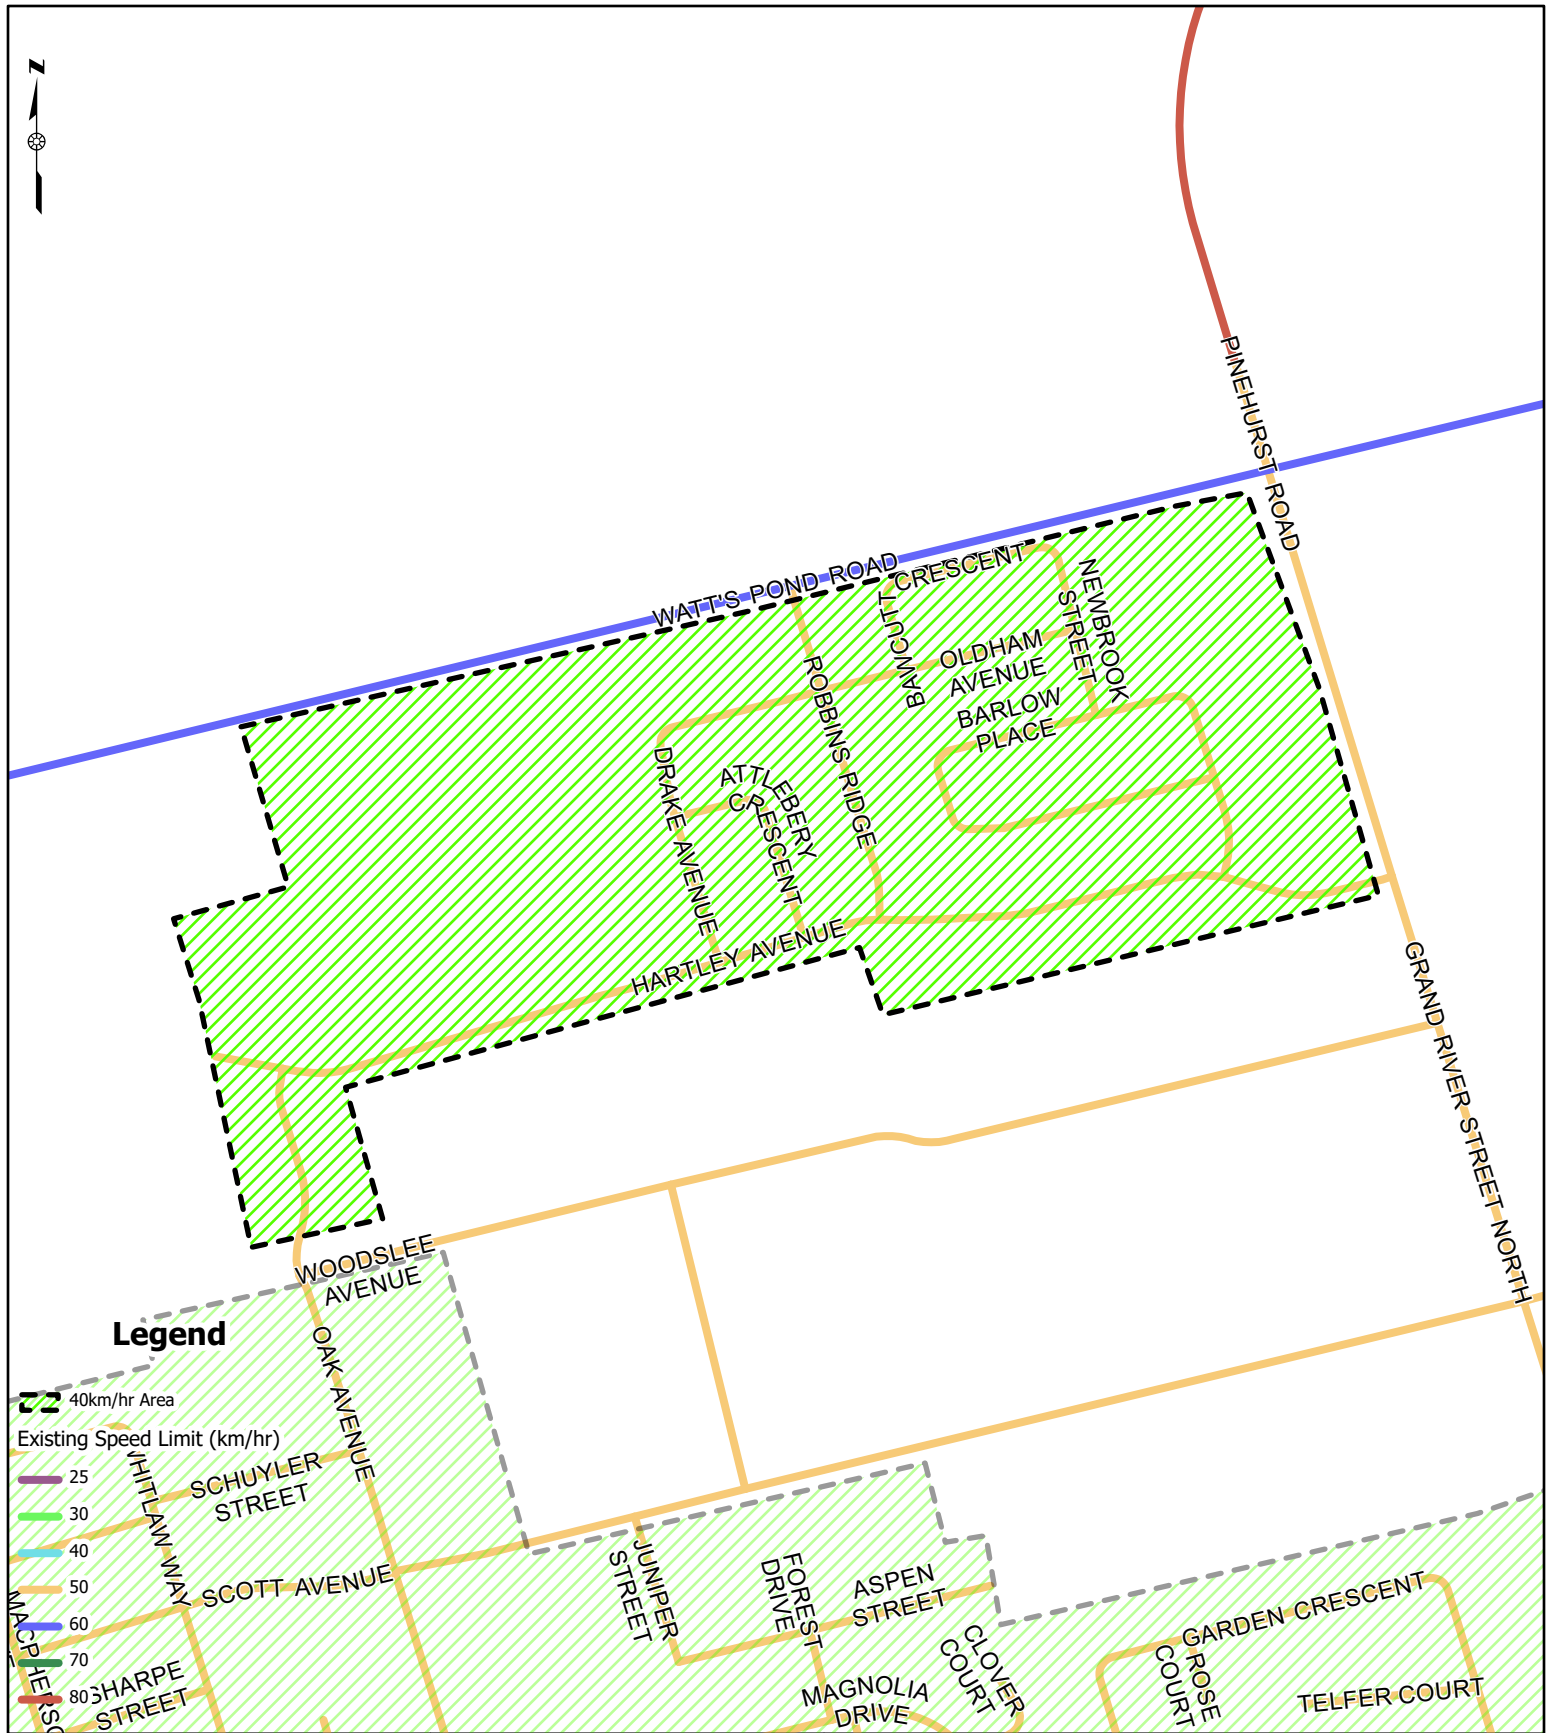 N
PINEHURST ROAD
WATT'S POND ROAD
BAWCUTT
CRESCENT
NEWBROOK
STREET
OLDHAM
AVENUE
BARLOW
PLACE
ROBBINS RIDGE
DRAKE AVENUE
ATTLEBERY
CRESCENT
HARTLEY AVENUE
GRAND RIVER STREET NORTH
WOODSLEE
AVENUE
OAK AVENUE
Legend
40km/hr Area
Existing Speed Limit (km/hr)
25
30
40
50
60
70
80
SCHUYLER
STREET
WHITLAW WAY
SCOTT AVENUE
MACPHERSO
SHARPE
STREET
JUNIPER
STREET
FOREST
DRIVE
ASPEN
STREET
CLOVER
COURT
MAGNOLIA
DRIVE
GARDEN CRESCENT
ROSE
COURT
TELFER COURT